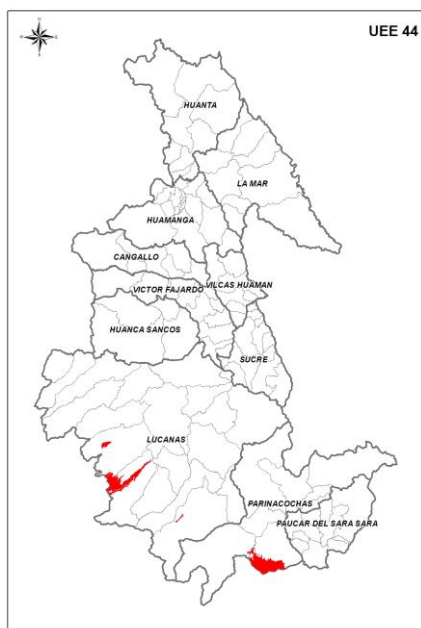 UEE 44
N
HUANTA
LA MAR
HUAMANGA
CANGALLO
VICTOR FAJARDO
VILCAS HUAMAN
HUANCA SANCOS
SUCRE
LUCANAS
PARINACOCHAS
PAUCAR DEL SARA SARA